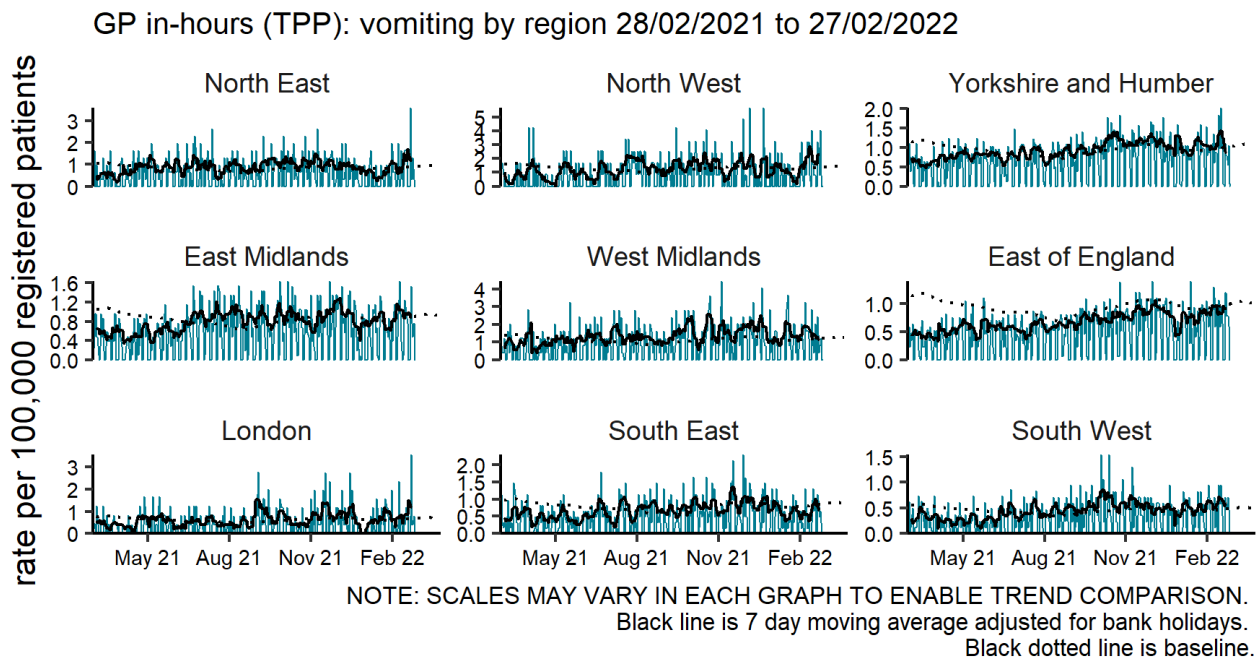 GP in-hours (TPP): vomiting by region 28/02/2021 to 27/02/2022
rate per 100,000 registered patients
North East
3
2
1
0
North West
5
4
3
2
1
0
Yorkshire and Humber
2.0
1.5
1.0
0.5
0.0
East Midlands
1.6
1.2
0.8
0.4
0.0
West Midlands
4
3
2
1
0
East of England
1.0
0.5
0.0
London
3
2
1
0
South East
2.0
1.5
1.0
0.5
0.0
South West
1.5
1.0
0.5
0.0
May 21 Aug 21 Nov 21 Feb 22
May 21 Aug 21 Nov 21 Feb 22
May 21 Aug 21 Nov 21 Feb 22
NOTE: SCALES MAY VARY IN EACH GRAPH TO ENABLE TREND COMPARISON.
Black line is 7 day moving average adjusted for bank holidays.
Black dotted line is baseline.